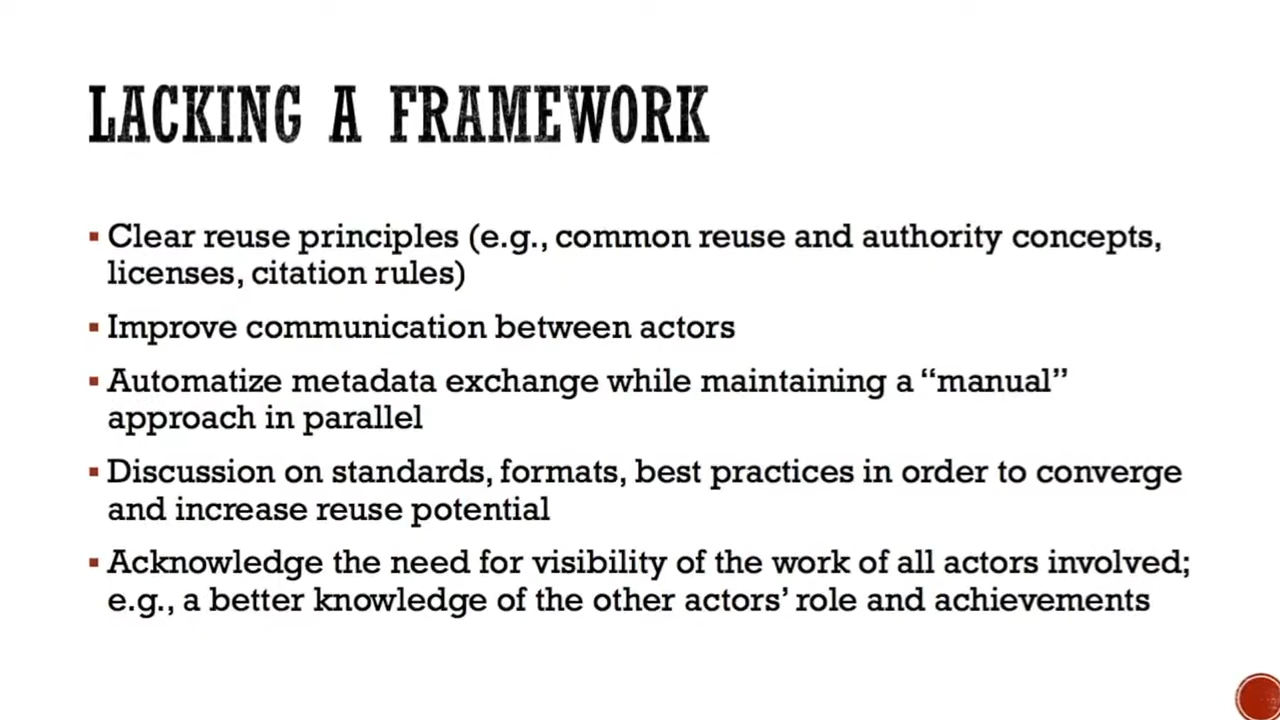 LACKING A FRAMEWORK
▪ Clear reuse principles (e.g., common reuse and authority concepts,
licenses, citation rules)
▪ Improve communication between actors
▪ Automatize metadata exchange while maintaining a “manual”
approach in parallel
▪ Discussion on standards, formats, best practices in order to converge
and increase reuse potential
▪ Acknowledge the need for visibility of the work of all actors involved;
e.g., a better knowledge of the other actors’ role and achievements